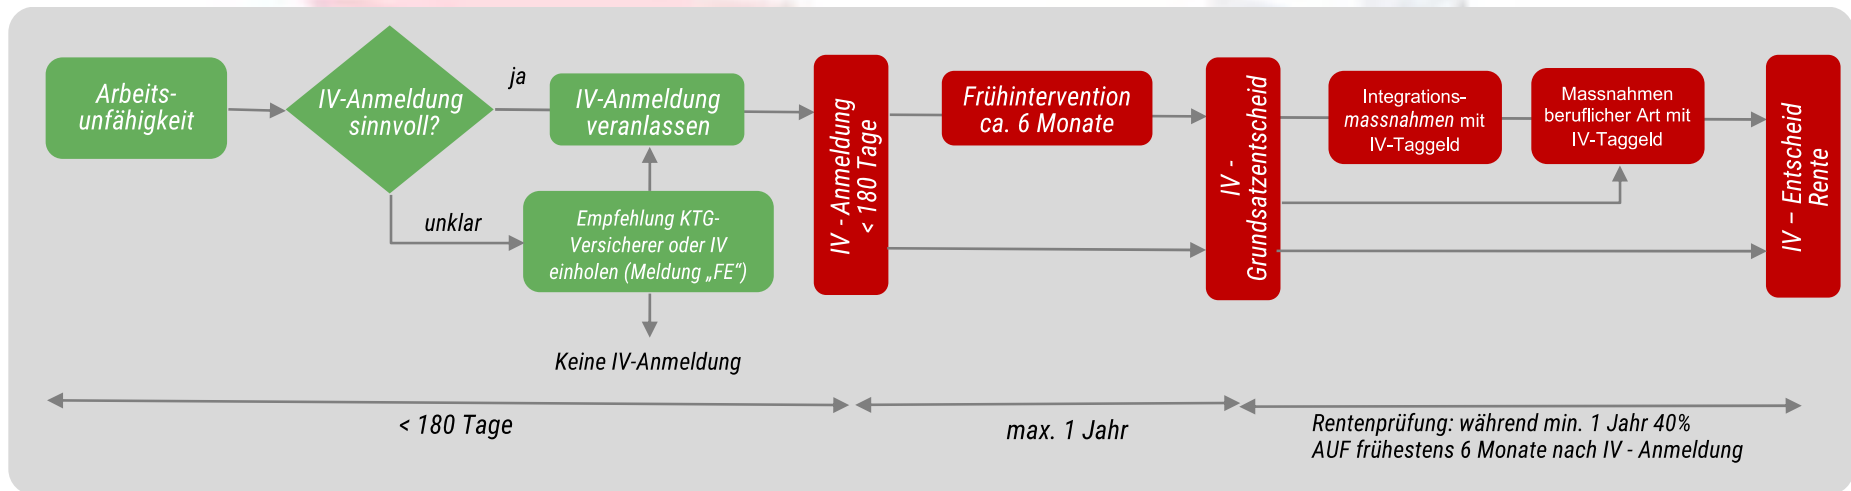 Arbeits-
unfähigkeit
IV-Anmeldung
sinnvoll?
ja
IV-Anmeldung
veranlassen
unklar
Empfehlung KTG-
Versicherer oder IV
einholen (Meldung „FE“)
Keine IV-Anmeldung
IV - Anmeldung
< 180 Tage
Frühintervention
ca. 6 Monate
IV -
Grundsatzentscheid
Integrations-
massnahmen mit
IV-Taggeld
Massnahmen
beruflicher Art mit
IV-Taggeld
IV – Entscheid
Rente
< 180 Tage
max. 1 Jahr
Rentenprüfung: während min. 1 Jahr 40%
AUF frühestens 6 Monate nach IV - Anmeldung